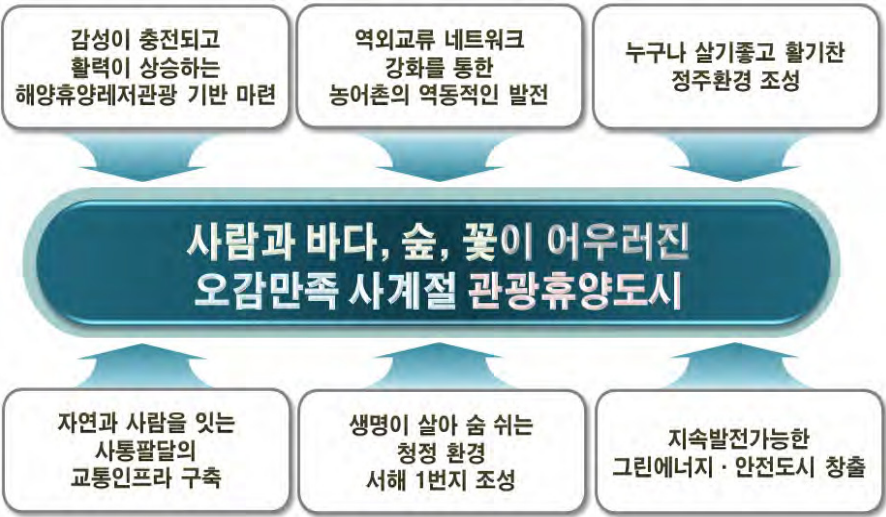 감성이 충전되고
활력이 상승하는
해양휴양레저관광 기반 마련
역외교류 네트워크
강화를 통한
농어촌의 역동적인 발전
누구나 살기좋고 활기찬
정주환경 조성
사람과 바다, 숲, 꽃이 어우러진
오감만족 사계절 관광휴양도시
자연과 사람을 잇는
사통팔달의
교통인프라 구축
생명이 살아 숨 쉬는
청정 환경
서해 1번지 조성
지속발전가능한
그린에너지 · 안전도시 창출